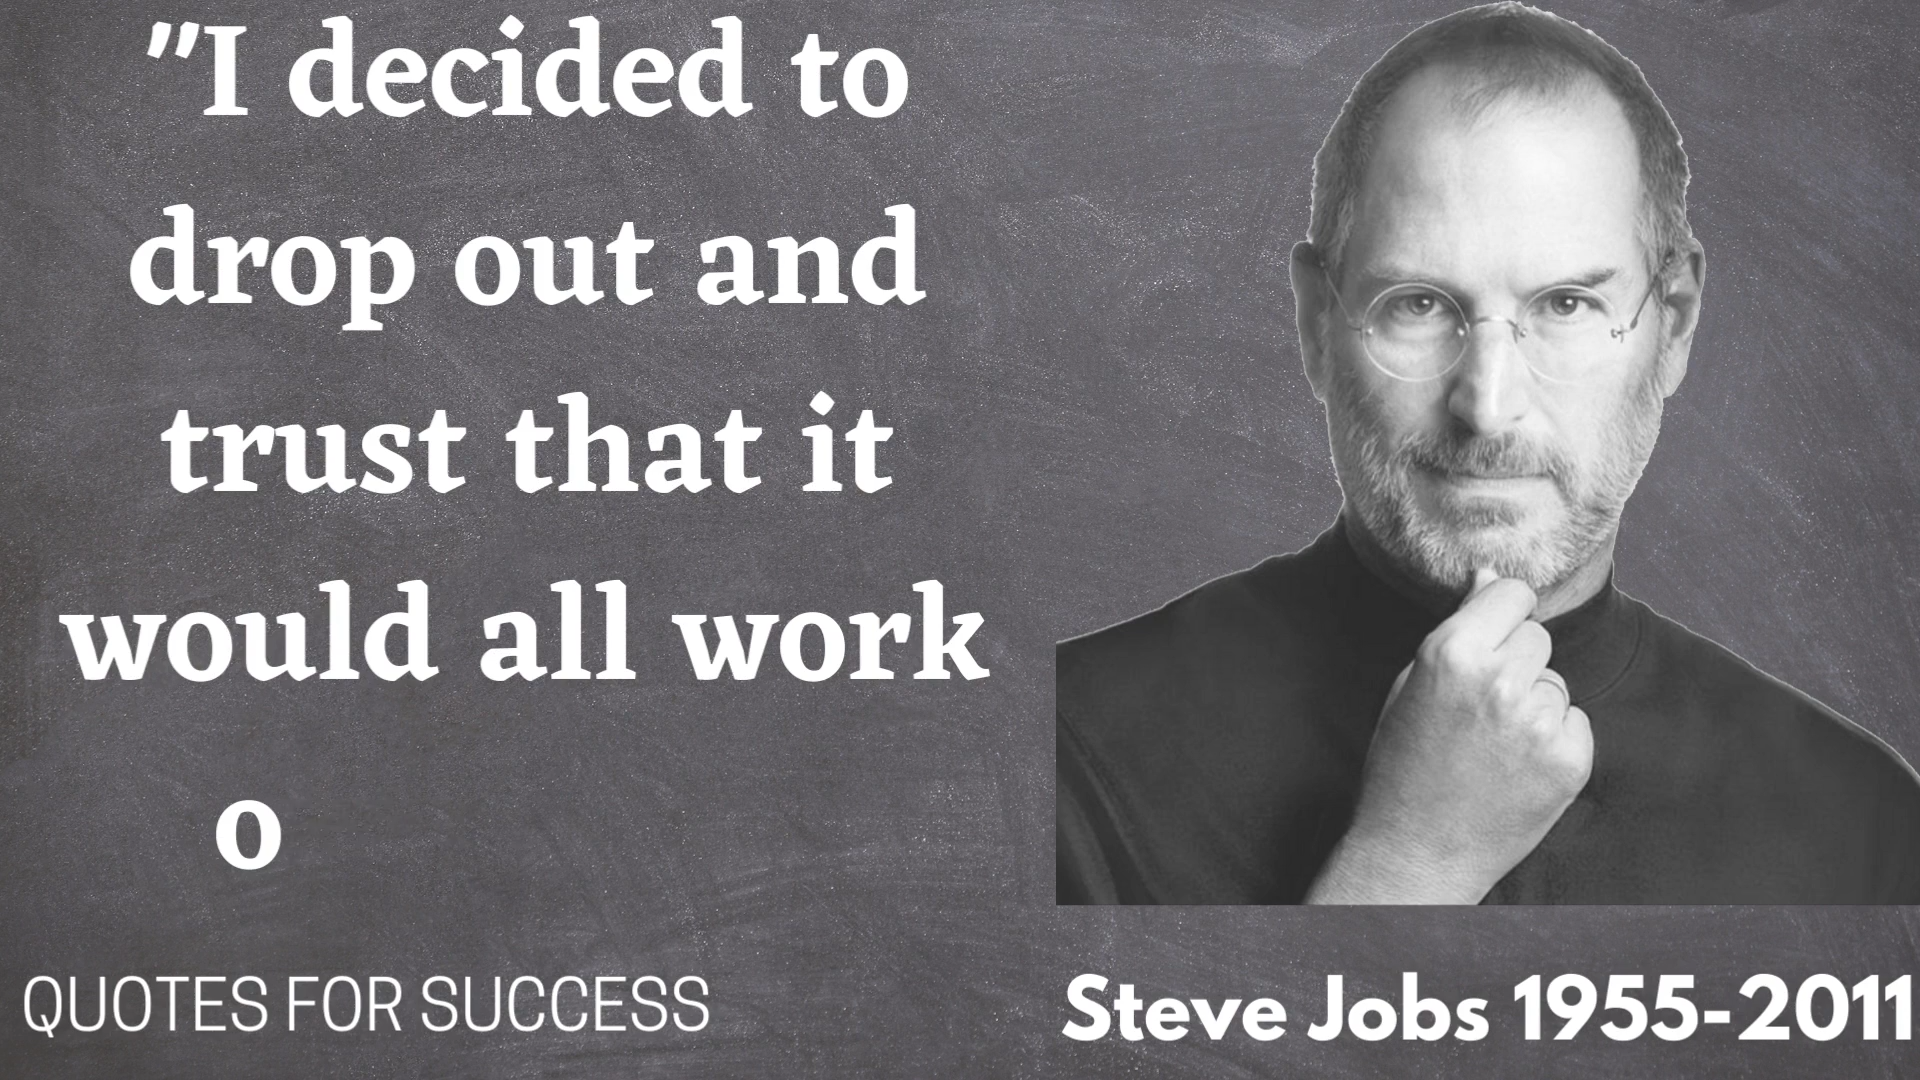 "I decided to
drop out and
trust that it
would all work
o
QUOTES FOR SUCCESS
Steve Jobs 1955-2011